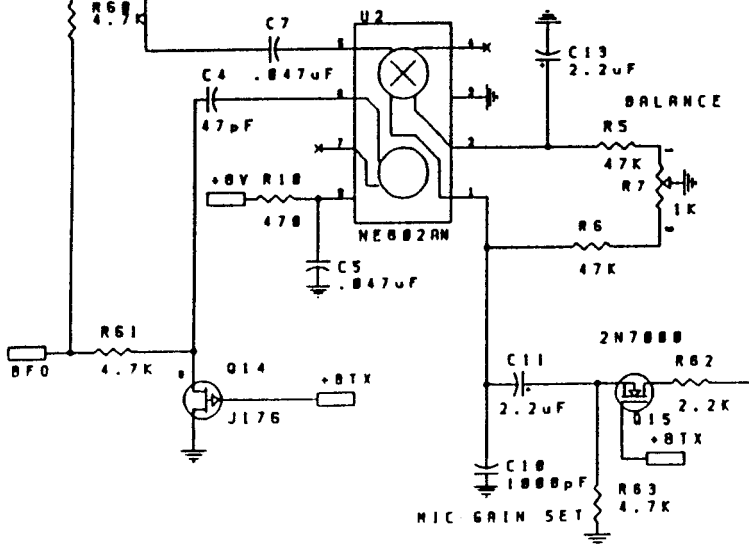 R60
4.7K
U2
C7
.047uF
5
4
C13
2.2uF
C4
47pF
6
3
BALANCE
7
2
R5
47K
R7
1K
+8V R10
470
8
1
R6
47K
NE602AN
C5
.047uF
R61
4.7K
BFO
Q14
J176
+8TX
2N7000
C11
2.2uF
R62
2.2K
Q15
+8TX
C10
1000pF
R63
4.7K
MIC GAIN SET